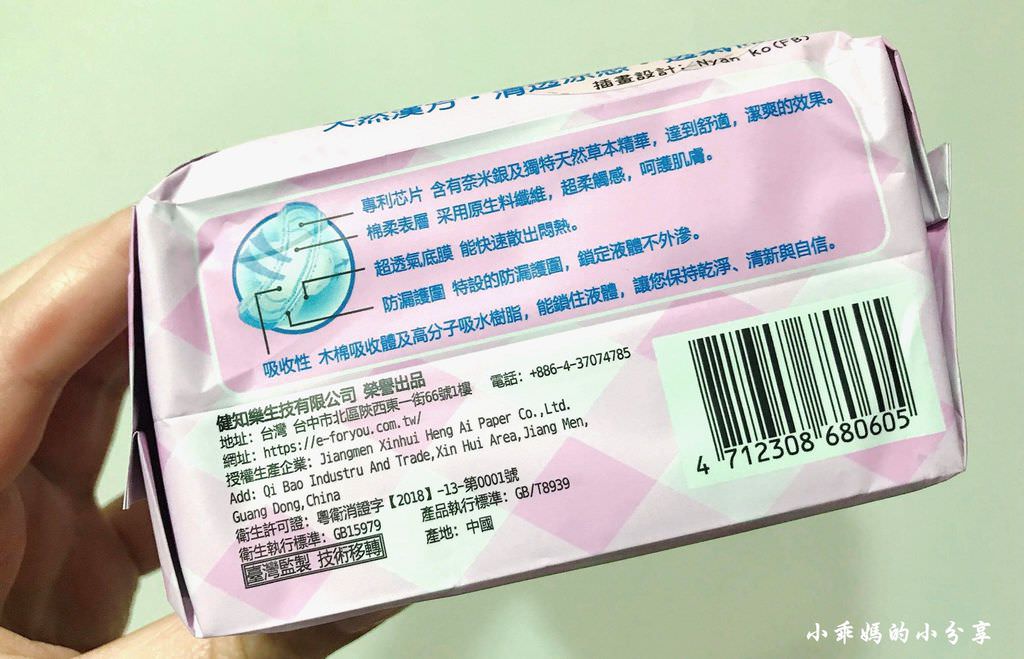 天然漢方・清透涼感・透氣
插畫設計：Nyan Ko(FB)
專利芯片 含有奈米銀及獨特天然草本精華，達到舒適，潔爽的效果。
棉柔表層 采用原生料纖維，超柔觸感，呵護肌膚。
超透氣底膜 能快速散出悶熱。
防漏護圍 特設的防漏護圍，鎖定液體不外滲。
吸收性 木棉吸收體及高分子吸水樹脂，能鎖住液體，讓您保持乾淨、清新與自信。
健知樂生技有限公司 榮譽出品
地址：台灣 台中市北區陝西東一街66號1樓 電話：+886-4-37074785
網址：https://e-foryou.com.tw/
授權生產企業：Jiangmen Xinhui Heng Ai Paper Co.,Ltd.
Add: Qi Bao Industru And Trade,Xin Hui Area,Jiang Men,
Guang Dong,China
衛生許可證：粵衛消證字【2018】-13-第0001號
衛生執行標準：GB15979 產品執行標準：GB/T8939
臺灣監製 技術移轉 產地：中國
4 712308 680605
小乖媽的小分享